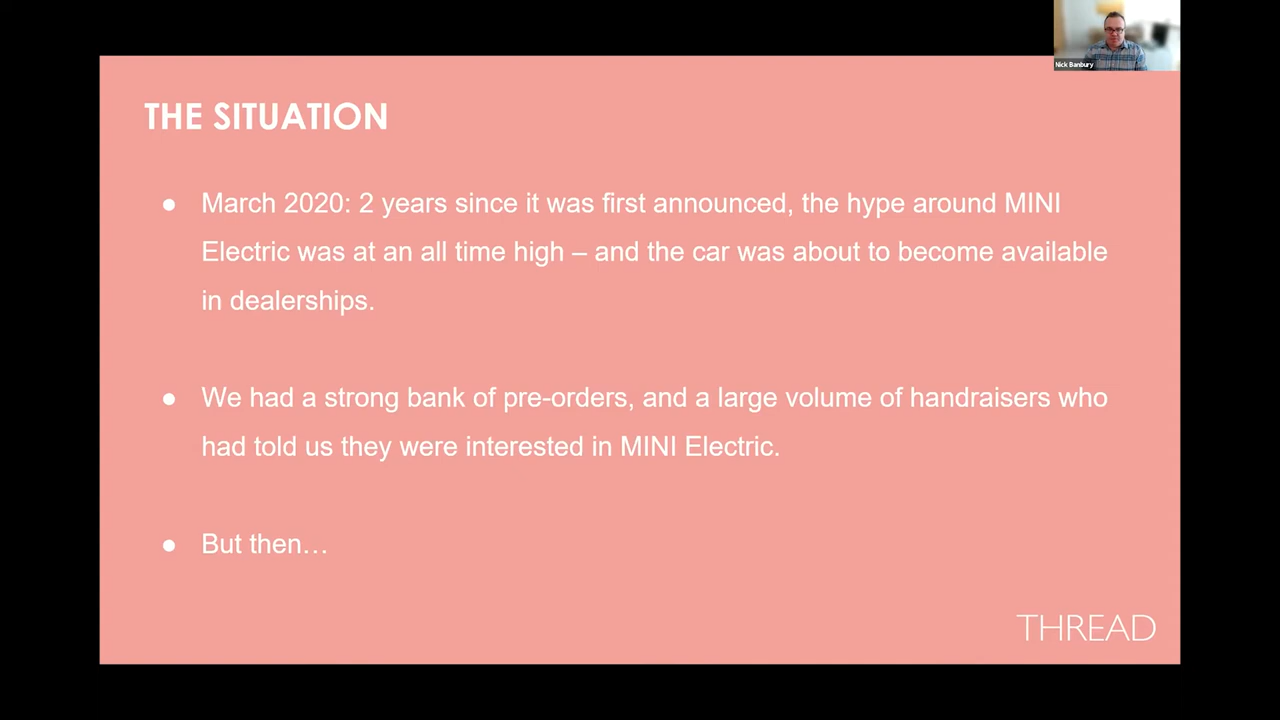 Nick Banbury
THE SITUATION
● March 2020: 2 years since it was first announced, the hype around MINI
Electric was at an all time high – and the car was about to become available
in dealerships.
● We had a strong bank of pre-orders, and a large volume of handraisers who
had told us they were interested in MINI Electric.
● But then…
THREAD